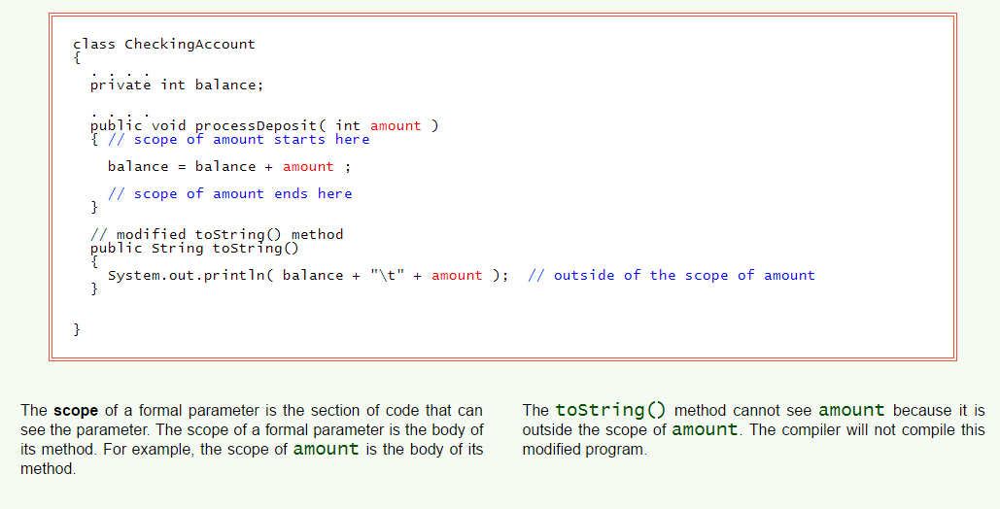 class CheckingAccount
{
. . . .
private int balance;
. . . .
public void processDeposit( int amount )
{ // scope of amount starts here
balance = balance + amount ;
// scope of amount ends here
}
// modified toString() method
public String toString()
{
System.out.println( balance + "\t" + amount ); // outside of the scope of amount
}
}
The scope of a formal parameter is the section of code that can
see the parameter. The scope of a formal parameter is the body of
its method. For example, the scope of amount is the body of its
method.
The toString() method cannot see amount because it is
outside the scope of amount. The compiler will not compile this
modified program.